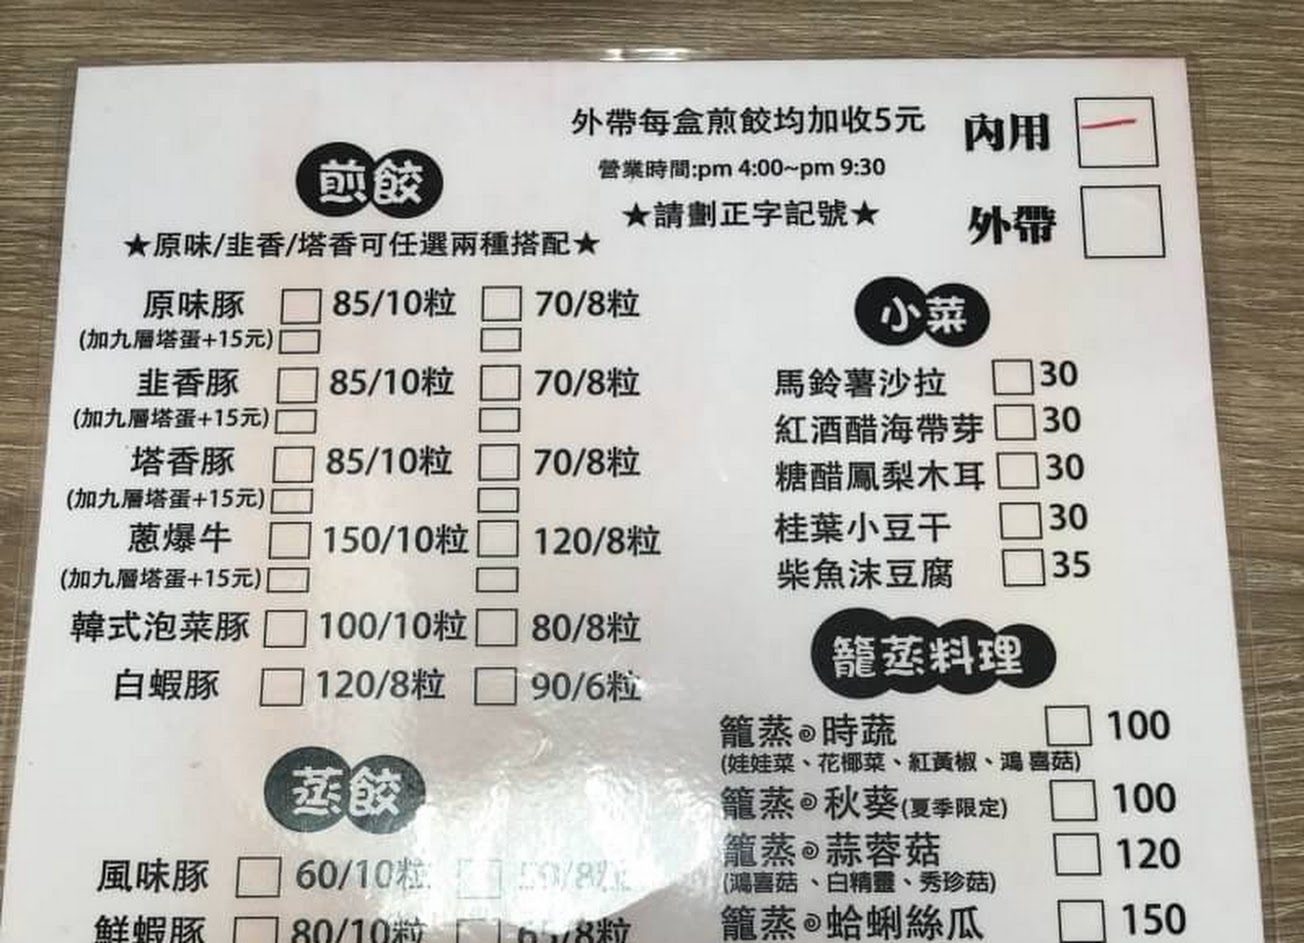 外帶每盒煎餃均加收5元
營業時間:pm 4:00~pm 9:30
★請劃正字記號★
內用
外帶
煎餃
★原味/韭香/塔香可任選兩種搭配★
原味豚 85/10粒 70/8粒
(加九層塔蛋+15元)
韭香豚 85/10粒 70/8粒
(加九層塔蛋+15元)
塔香豚 85/10粒 70/8粒
(加九層塔蛋+15元)
蔥爆牛 150/10粒 120/8粒
(加九層塔蛋+15元)
韓式泡菜豚 100/10粒 80/8粒
白蝦豚 120/8粒 90/6粒
蒸餃
風味豚 60/10粒 /8粒
鮮蝦豚 80/10粒 65/8粒
小菜
馬鈴薯沙拉 30
紅酒醋海帶芽 30
糖醋鳳梨木耳 30
桂葉小豆干 30
柴魚沫豆腐 35
籠蒸料理
籠蒸๑時蔬 100
(娃娃菜、花椰菜、紅黃椒、鴻喜菇)
籠蒸๑秋葵(夏季限定) 100
籠蒸๑蒜蓉菇 120
(鴻喜菇、白精靈、秀珍菇)
籠蒸๑蛤蜊絲瓜 150